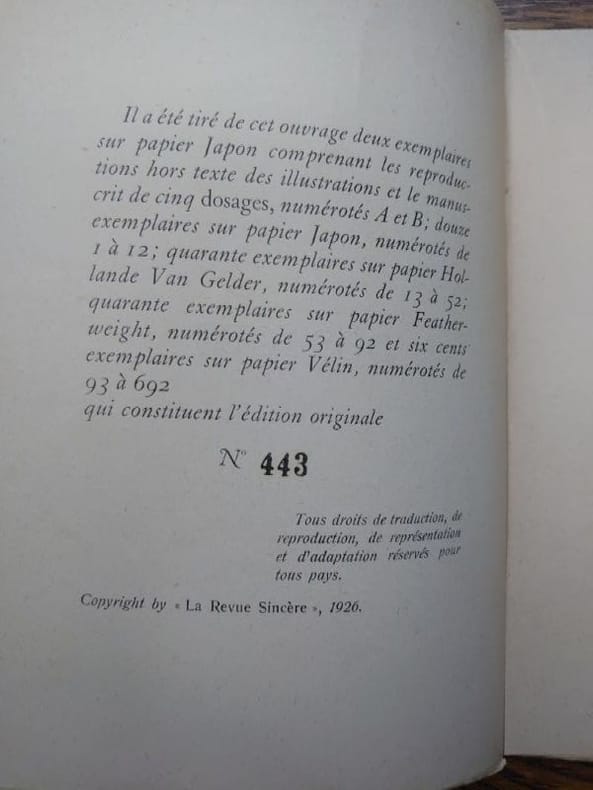 Il a été tiré de cet ouvrage deux exemplaires
sur papier Japon comprenant les reproduc-
tions hors texte des illustrations et le manus-
crit de cinq dosages, numérotés A et B; douze
exemplaires sur papier Japon, numérotés de
1 à 12; quarante exemplaires sur papier Hol-
lande Van Gelder, numérotés de 13 à 52;
quarante exemplaires sur papier Feather-
weight, numérotés de 53 à 92 et six cents
exemplaires sur papier Vélin, numérotés de
93 à 692
qui constituent l'édition originale
N° 443
Tous droits de traduction, de
reproduction, de représentation
et d'adaptation réservés pour
tous pays.
Copyright by « La Revue Sincère », 1926.